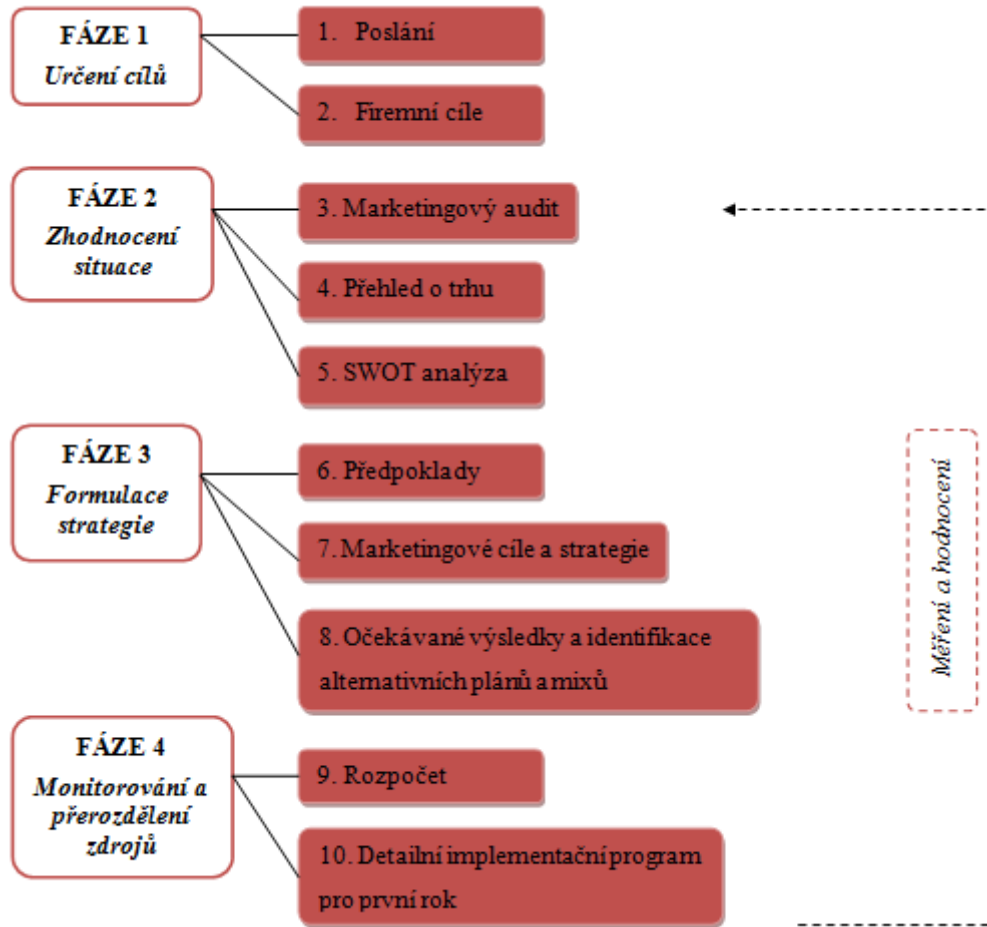 FÁZE 1
Určení cílů
1. Poslání
2. Firemní cíle
FÁZE 2
Zhodnocení
situace
3. Marketingový audit
4. Přehled o trhu
5. SWOT analýza
FÁZE 3
Formulace
strategie
6. Předpoklady
7. Marketingové cíle a strategie
8. Očekávané výsledky a identifikace
alternativních plánů a mixů
Měření a hodnocení
FÁZE 4
Monitorování a
přerozdělení
zdrojů
9. Rozpočet
10. Detailní implementační program
pro první rok